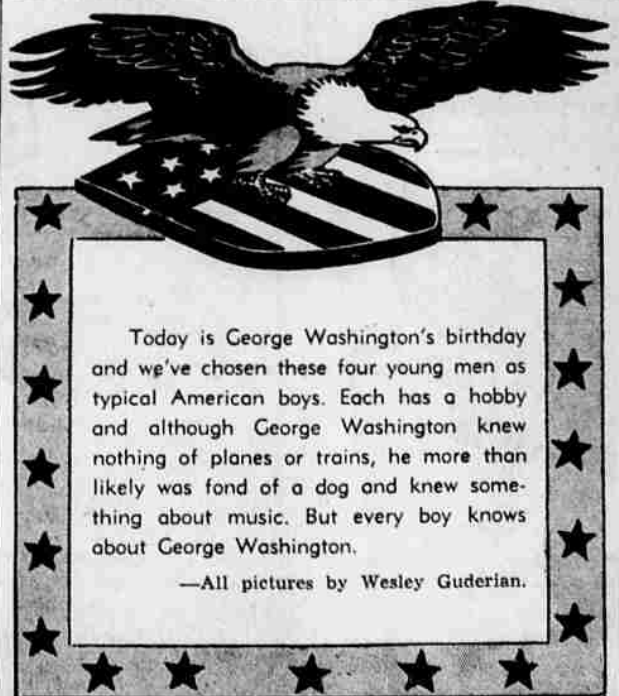 Today is George Washington's birthday
and we've chosen these four young men as
typical American boys. Each has a hobby
and although George Washington knew
nothing of planes or trains, he more than
likely was fond of a dog and knew some-
thing about music. But every boy knows
about George Washington.
—All pictures by Wesley Guderian.